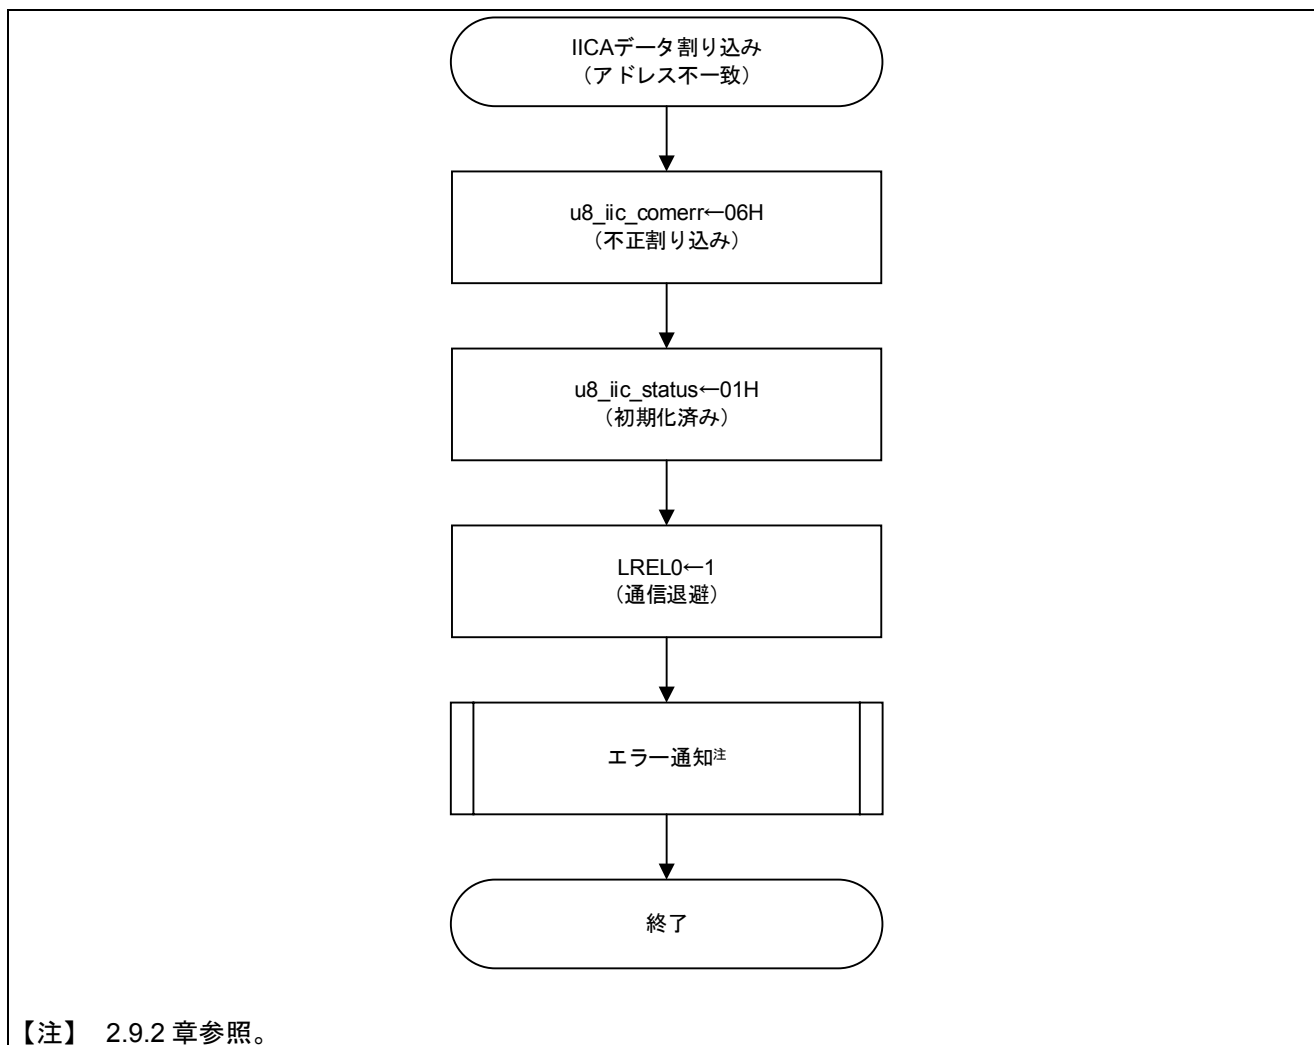 IICAデータ割り込み
（アドレス不一致）
u8_iic_comerr←06H
（不正割り込み）
u8_iic_status←01H
（初期化済み）
LREL0←1
（通信退避）
エラー通知注
終了
【注】 2.9.2 章参照。